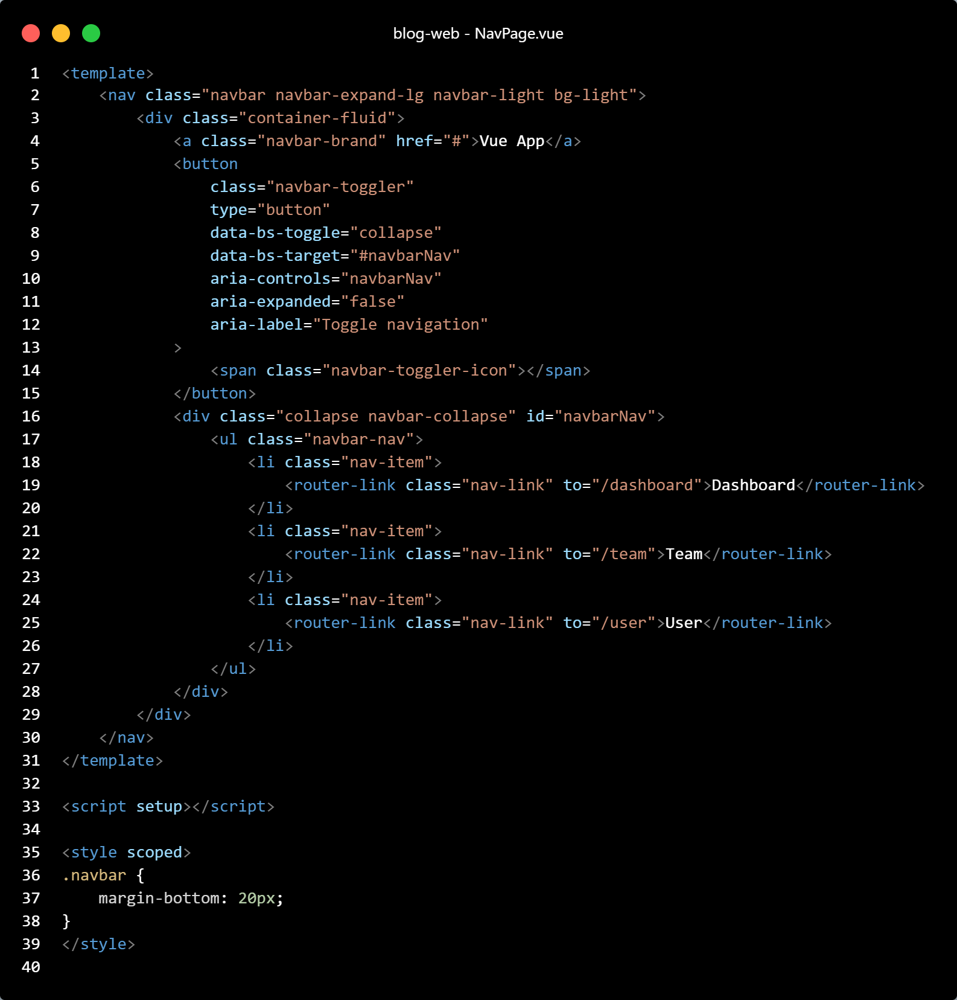 blog-web - NavPage.vue
1 <template>
2     <nav class="navbar navbar-expand-lg navbar-light bg-light">
3         <div class="container-fluid">
4             <a class="navbar-brand" href="#">Vue App</a>
5             <button
6                 class="navbar-toggler"
7                 type="button"
8                 data-bs-toggle="collapse"
9                 data-bs-target="#navbarNav"
10                 aria-controls="navbarNav"
11                 aria-expanded="false"
12                 aria-label="Toggle navigation"
13             >
14                 <span class="navbar-toggler-icon"></span>
15             </button>
16             <div class="collapse navbar-collapse" id="navbarNav">
17                 <ul class="navbar-nav">
18                     <li class="nav-item">
19                         <router-link class="nav-link" to="/dashboard">Dashboard</router-link>
20                     </li>
21                     <li class="nav-item">
22                         <router-link class="nav-link" to="/team">Team</router-link>
23                     </li>
24                     <li class="nav-item">
25                         <router-link class="nav-link" to="/user">User</router-link>
26                     </li>
27                 </ul>
28             </div>
29         </div>
30     </nav>
31 </template>
32
33 <script setup></script>
34
35 <style scoped>
36 .navbar {
37     margin-bottom: 20px;
38 }
39 </style>
40